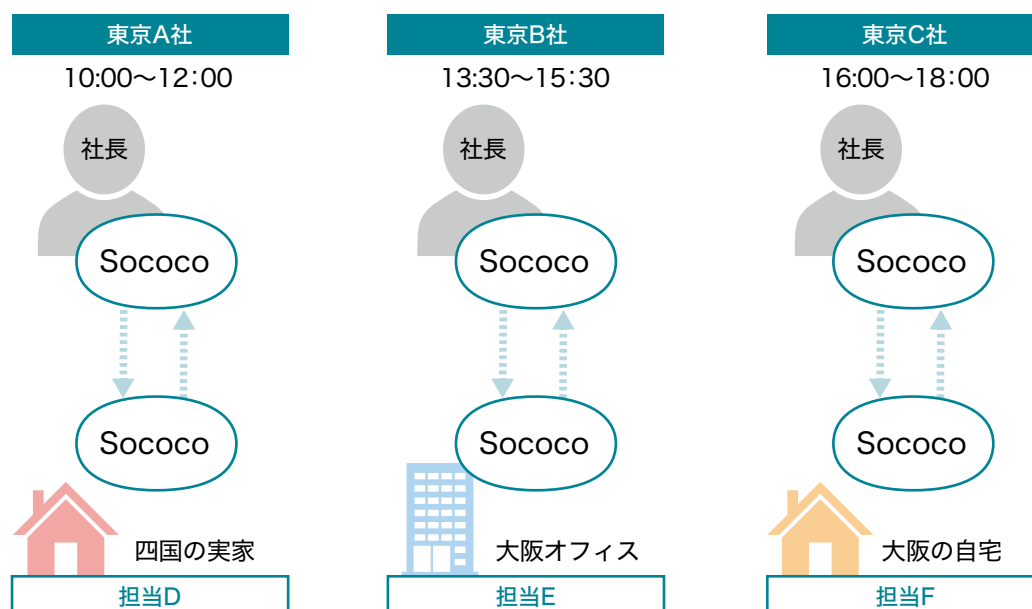 東京A社
10:00〜12:00
社長
Sococo
Sococo
四国の実家
担当D
東京B社
13:30〜15:30
社長
Sococo
Sococo
大阪オフィス
担当E
東京C社
16:00〜18:00
社長
Sococo
Sococo
大阪の自宅
担当F